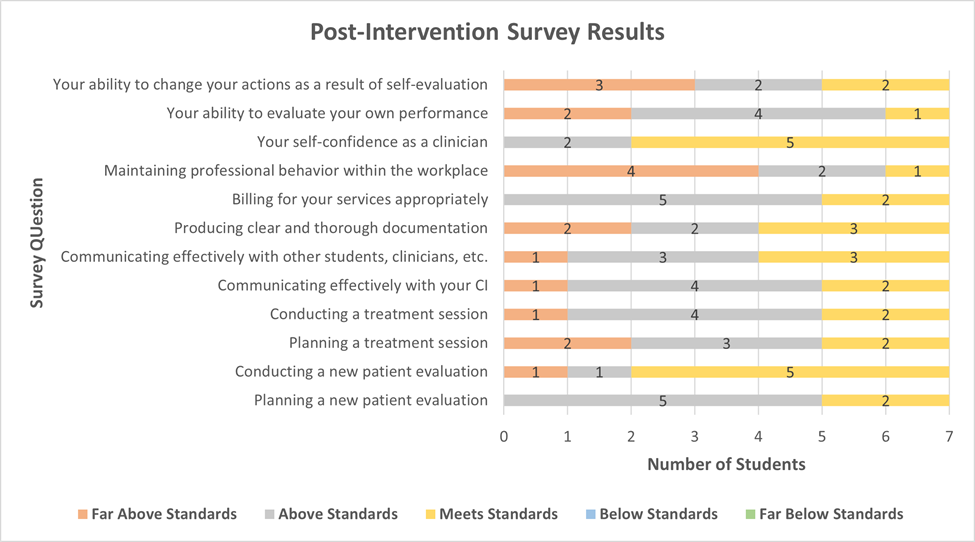 Post-Intervention Survey Results
Survey QUestion
Your ability to change your actions as a result of self-evaluation 3 2 2
Your ability to evaluate your own performance 2 4 1
Your self-confidence as a clinician 2 5
Maintaining professional behavior within the workplace 4 2 1
Billing for your services appropriately 5 2
Producing clear and thorough documentation 2 2 3
Communicating effectively with other students, clinicians, etc. 1 3 3
Communicating effectively with your CI 1 4 2
Conducting a treatment session 1 4 2
Planning a treatment session 2 3 2
Conducting a new patient evaluation 1 1 5
Planning a new patient evaluation 5 2
0 1 2 3 4 5 6 7
Number of Students
Far Above Standards Above Standards Meets Standards Below Standards Far Below Standards